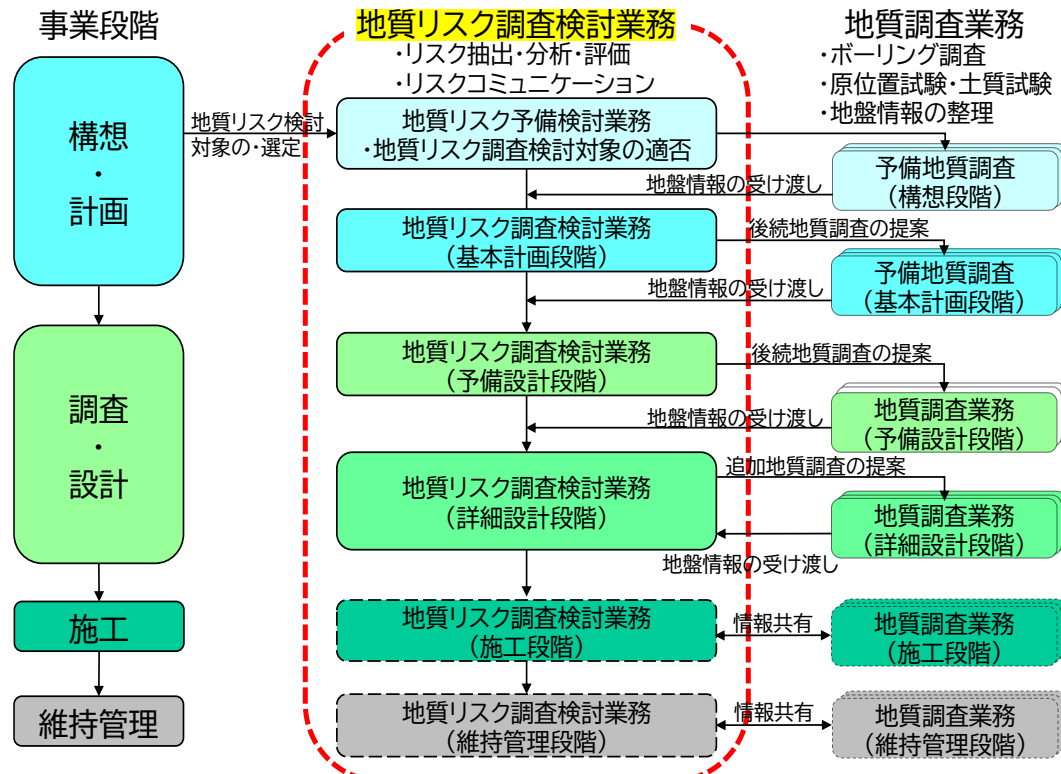 事業段階
地質リスク調査検討業務
・リスク抽出・分析・評価
・リスクコミュニケーション
地質調査業務
・ボーリング調査
・原位置試験・土質試験
・地盤情報の整理
構想
・
計画
地質リスク検討
対象の・選定
地質リスク予備検討業務
・地質リスク調査検討対象の適否
予備地質調査
(構想段階)
地盤情報の受け渡し
地質リスク調査検討業務
(基本計画段階)
後続地質調査の提案
予備地質調査
(基本計画段階)
地盤情報の受け渡し
調査
・
設計
地質リスク調査検討業務
(予備設計段階)
後続地質調査の提案
地質調査業務
(予備設計段階)
地盤情報の受け渡し
地質リスク調査検討業務
(詳細設計段階)
追加地質調査の提案
地質調査業務
(詳細設計段階)
地盤情報の受け渡し
施工
地質リスク調査検討業務
(施工段階)
情報共有
地質調査業務
(施工段階)
維持管理
地質リスク調査検討業務
(維持管理段階)
情報共有
地質調査業務
(維持管理段階)